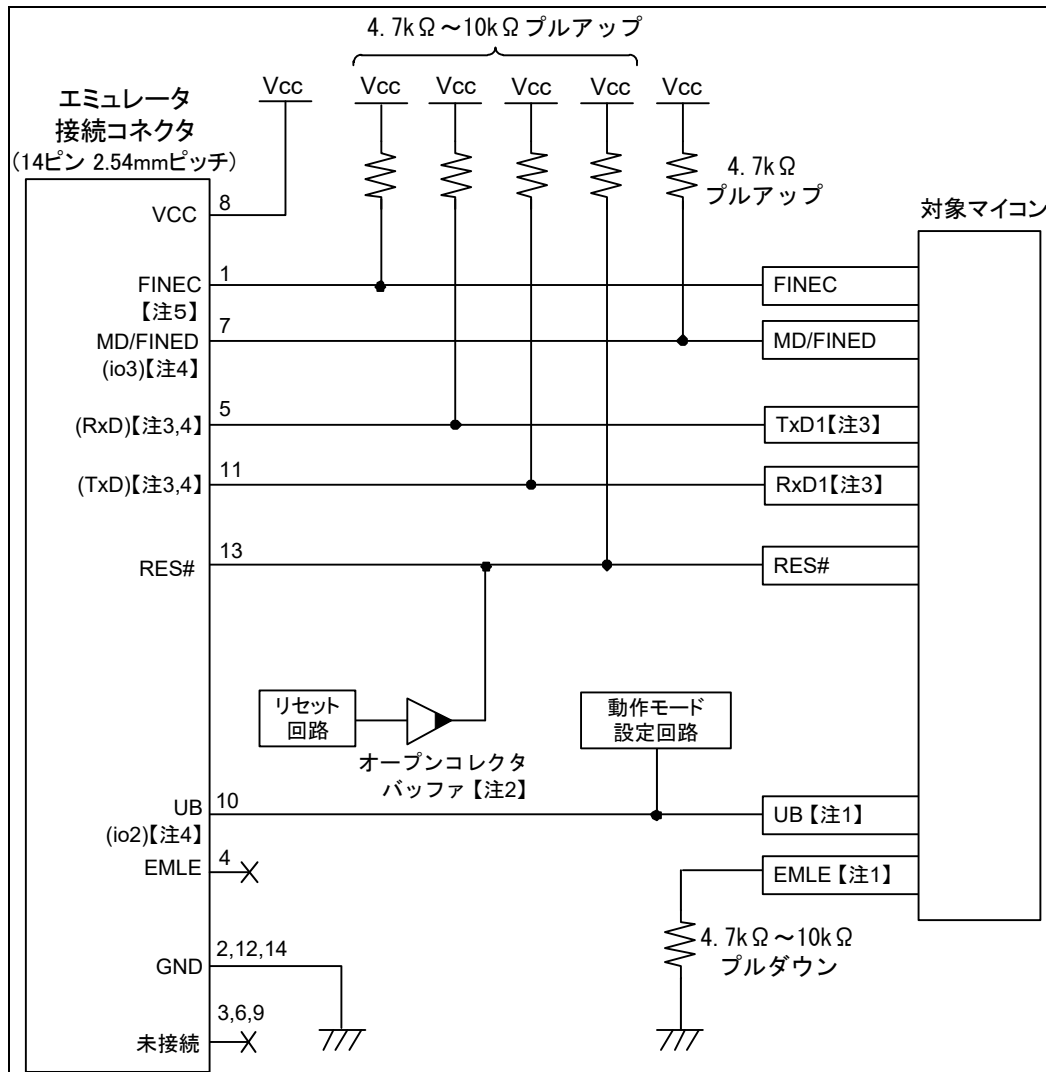 4.7kΩ～10kΩプルアップ
Vcc
Vcc
Vcc
Vcc
Vcc
Vcc
エミュレータ
接続コネクタ
(14ピン 2.54mmピッチ)
4.7kΩ
プルアップ
対象マイコン
VCC
8
FINEC
【注5】
1
FINEC
MD/FINED
(io3)【注4】
7
MD/FINED
(RxD)【注3,4】
5
TxD1【注3】
(TxD)【注3,4】
11
RxD1【注3】
RES#
13
RES#
リセット
回路
オープンコレクタ
バッファ【注2】
動作モード
設定回路
UB
(io2)【注4】
10
UB【注1】
EMLE
4
EMLE【注1】
4.7kΩ～10kΩ
プルダウン
GND
2,12,14
未接続
3,6,9